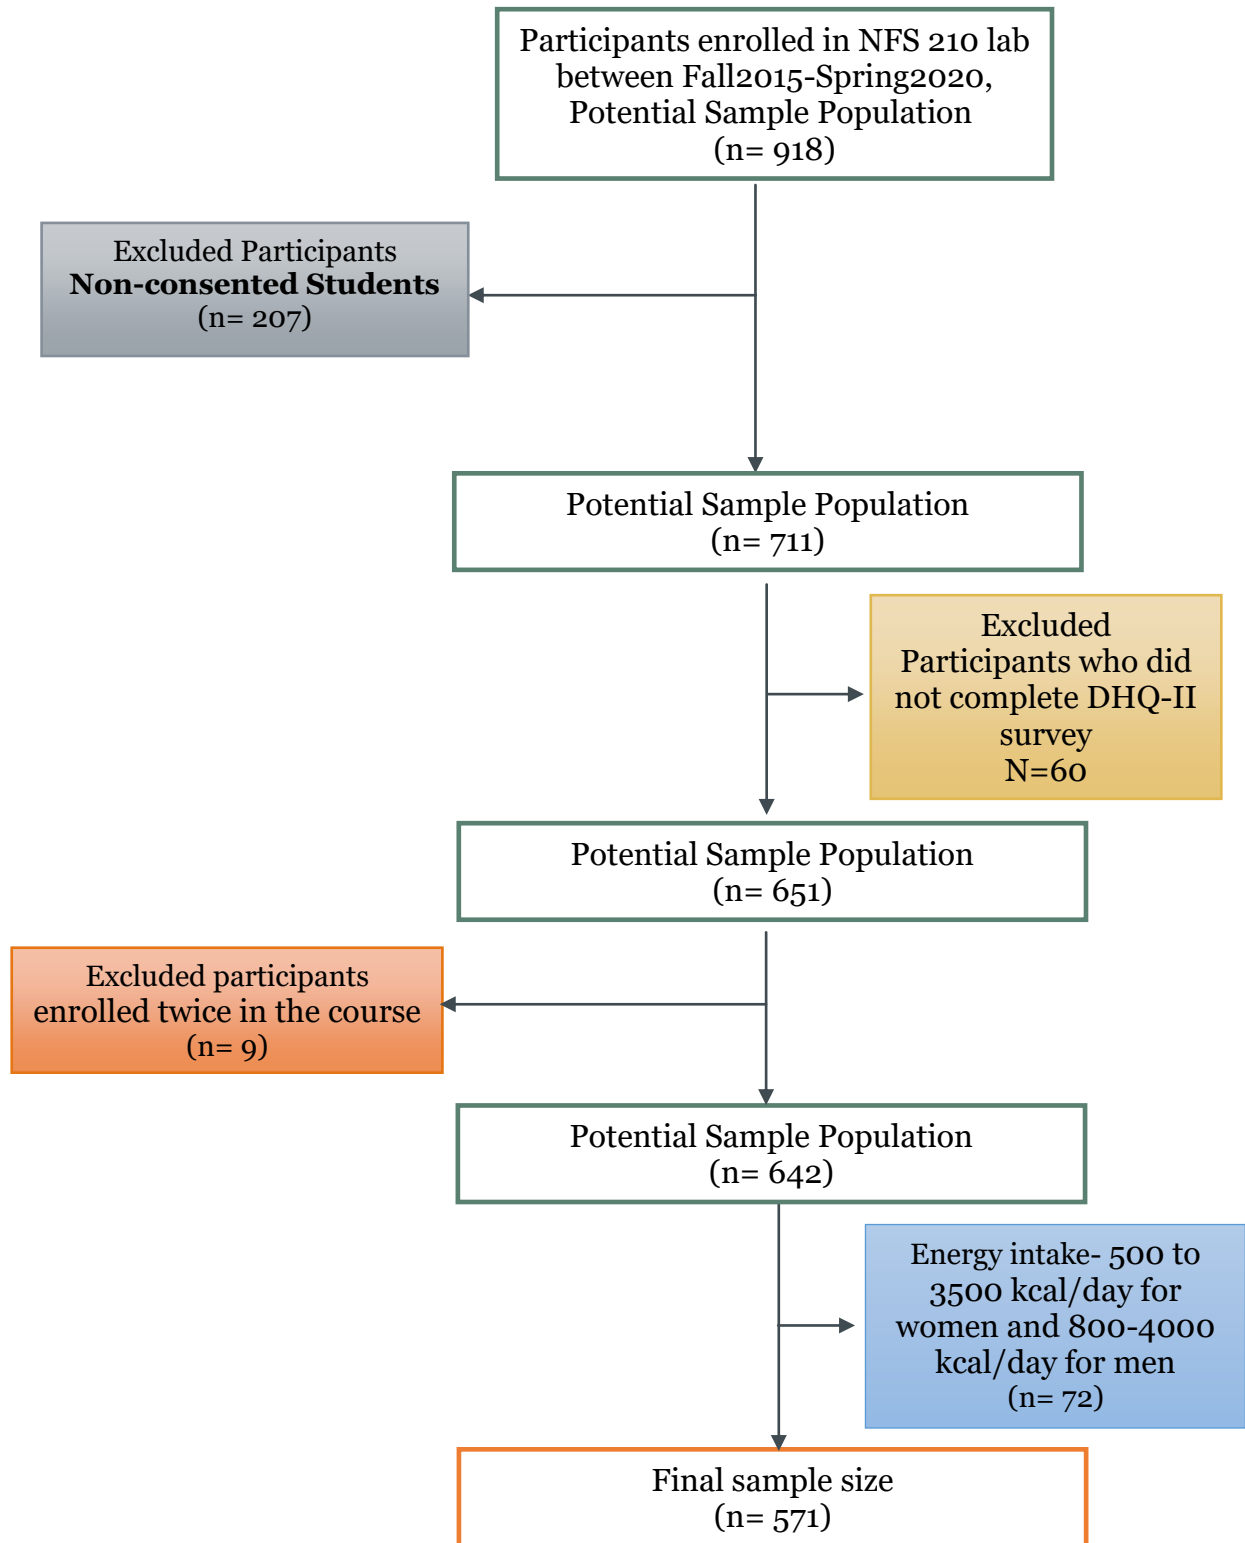 Participants enrolled in NFS 210 lab
between Fall2015-Spring2020,
Potential Sample Population
(n= 918)
Excluded Participants
Non-consented Students
(n= 207)
Potential Sample Population
(n= 711)
Excluded
Participants who did
not complete DHQ-II
survey
N=60
Potential Sample Population
(n= 651)
Excluded participants
enrolled twice in the course
(n= 9)
Potential Sample Population
(n= 642)
Energy intake- 500 to
3500 kcal/day for
women and 800-4000
kcal/day for men
(n= 72)
Final sample size
(n= 571)